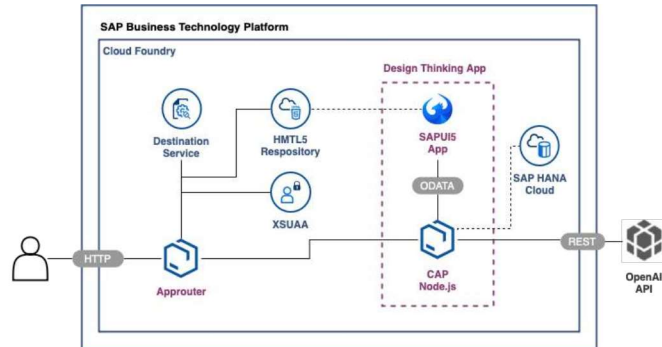 SAP Business Technology Platform
Cloud Foundry
Design Thinking App
Destination
Service
HMTL5
Respository
SAPUI5
App
SAP HANA
Cloud
ODATA
XSUAA
HTTP
REST
Approuter
CAP
Node.js
OpenAI
API